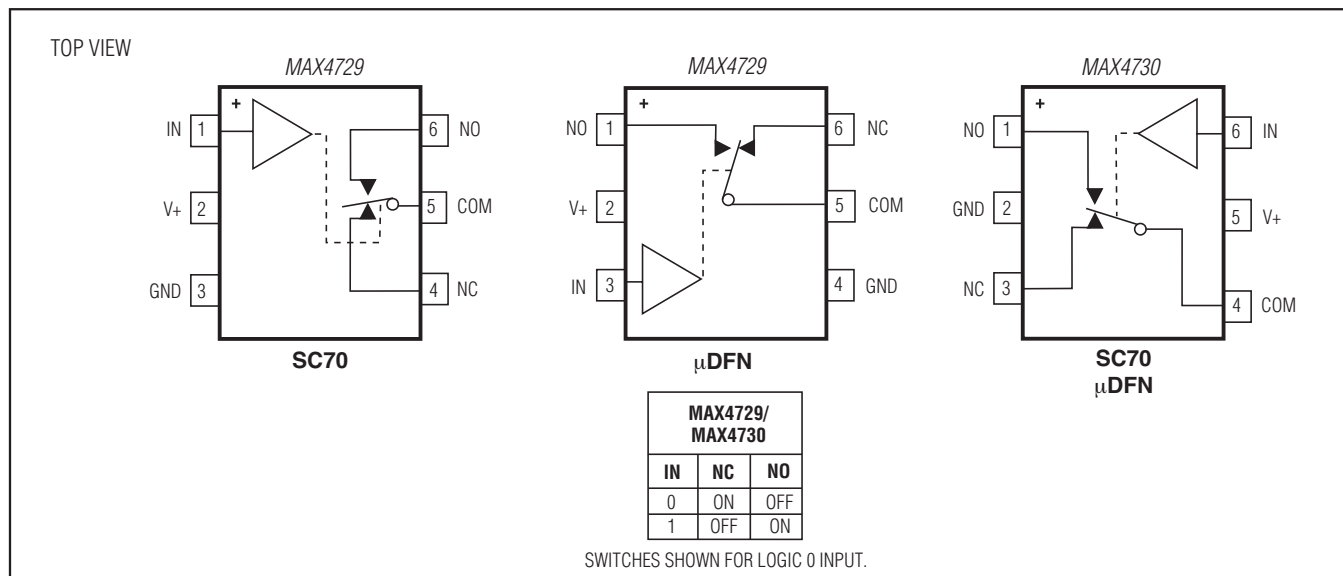 TOP VIEW
MAX4729
+
IN 1
6 NO
V+ 2
5 COM
GND 3
4 NC
SC70
MAX4729
+
NO 1
6 NC
V+ 2
5 COM
IN 3
4 GND
µDFN
MAX4730
+
NO 1
6 IN
GND 2
5 V+
NC 3
4 COM
SC70
µDFN
MAX4729/
MAX4730
IN NC NO
0 ON OFF
1 OFF ON
SWITCHES SHOWN FOR LOGIC 0 INPUT.